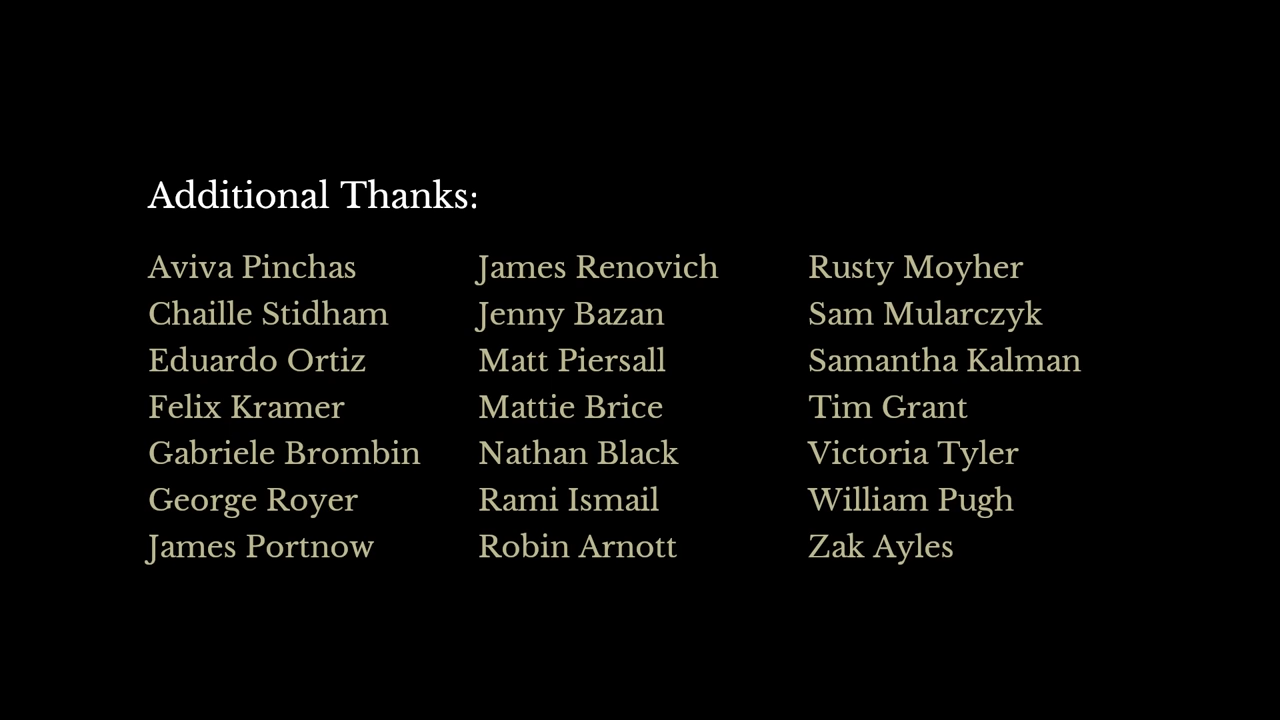 Additional Thanks:
Aviva Pinchas
Chaille Stidham
Eduardo Ortiz
Felix Kramer
Gabriele Brombin
George Royer
James Portnow
James Renovich
Jenny Bazan
Matt Piersall
Mattie Brice
Nathan Black
Rami Ismail
Robin Arnott
Rusty Moyher
Sam Mularczyk
Samantha Kalman
Tim Grant
Victoria Tyler
William Pugh
Zak Ayles